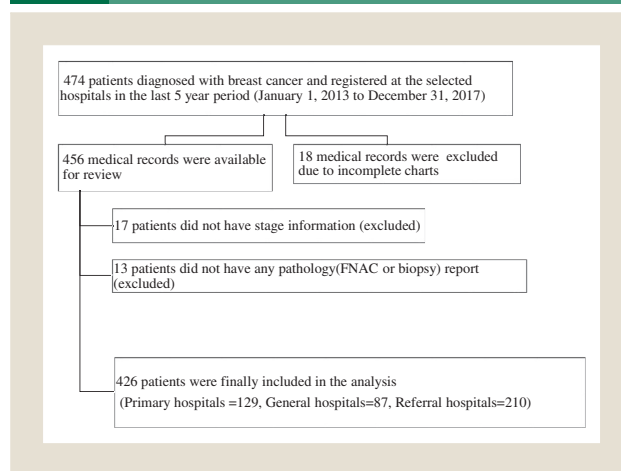 474 patients diagnosed with breast cancer and registered at the selected
hospitals in the last 5 year period (January 1, 2013 to December 31, 2017)
456 medical records were available
for review
18 medical records were excluded
due to incomplete charts
17 patients did not have stage information (excluded)
13 patients did not have any pathology(FNAC or biopsy) report
(excluded)
426 patients were finally included in the analysis
(Primary hospitals =129, General hospitals=87, Referral hospitals=210)